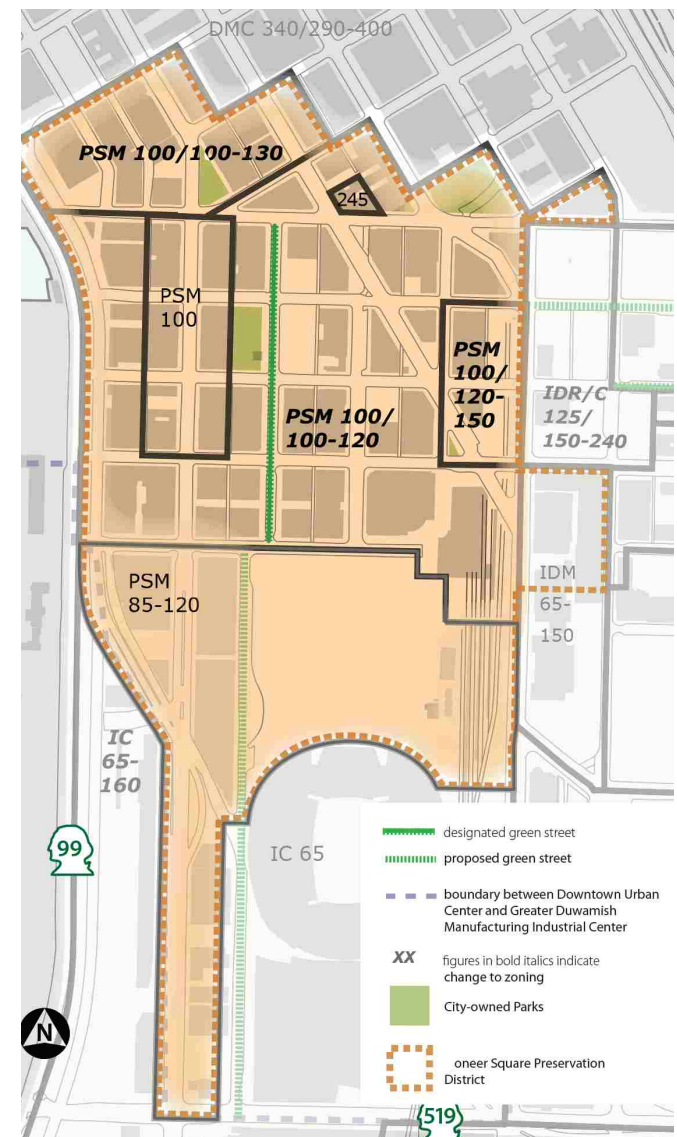 DMC 340/290-400
PSM 100/100-130
245
PSM
100
PSM
100/
120-
150
PSM 100/
100-120
IDR/C
125/
150-240
PSM
85-120
IDM
65-
150
IC
65-
160
99
IC 65
designated green street
proposed green street
boundary between Downtown Urban
Center and Greater Duwamish
Manufacturing Industrial Center
XX
figures in bold italics indicate
change to zoning
City-owned Parks
oneer Square Preservation
District
N
519